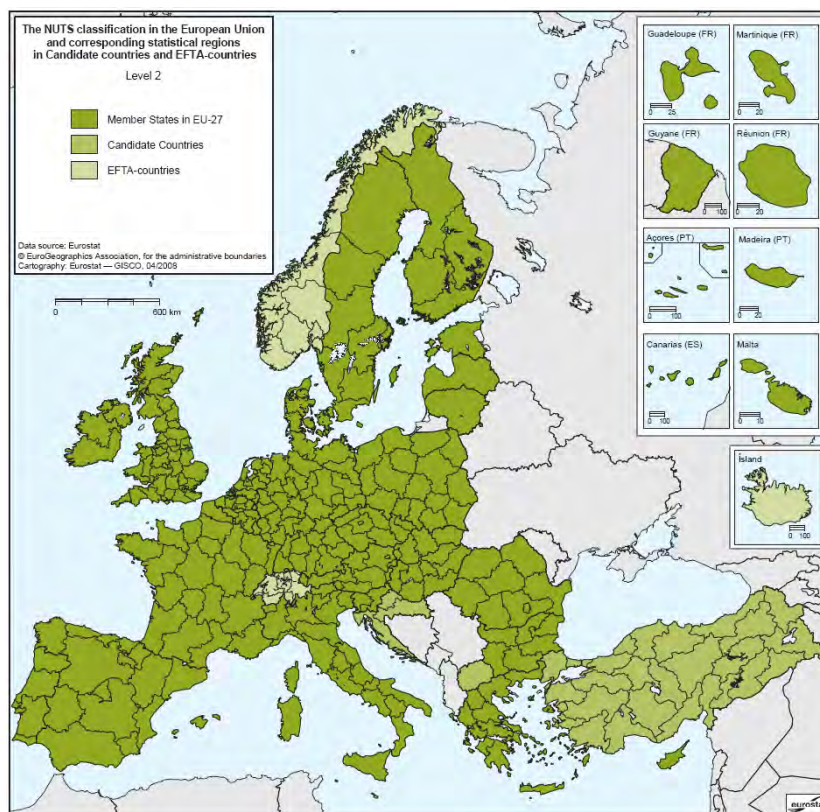 The NUTS classification in the European Union
and corresponding statistical regions
in Candidate countries and EFTA-countries
Level 2
Member States in EU-27
Candidate Countries
EFTA-countries
Data source: Eurostat
© EuroGeographics Association, for the administrative boundaries
Cartography: Eurostat — GISCO, 04/2008
0 600 km
Guadeloupe (FR)
0 25
Martinique (FR)
0 20
Guyane (FR)
0 100
Réunion (FR)
0 20
Açores (PT)
0 100
Madeira (PT)
0 20
Canarias (ES)
0 100
Malta
0 10
Ísland
0 100
eurostat